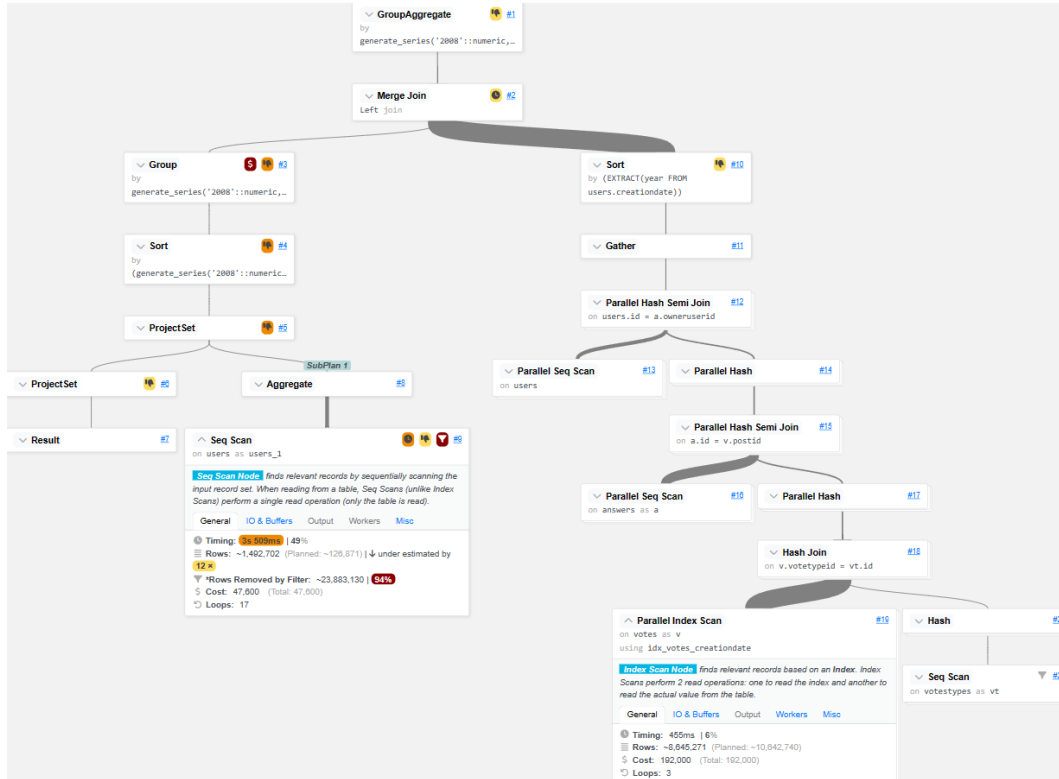 GroupAggregate #1
by
generate_series('2008'::numeric,…
Merge Join #2
Left join
Group $ #3
by
generate_series('2008'::numeric,…
Sort #10
by (EXTRACT(year FROM
users.creationdate))
Sort #4
by
(generate_series('2008'::numeric…
Gather #11
Parallel Hash Semi Join #12
on users.id = a.owneruserid
ProjectSet #5
SubPlan 1
ProjectSet #6
Aggregate #8
Parallel Seq Scan #13
on users
Parallel Hash #14
Result #7
Seq Scan #9
on users as users_1
Seq Scan Node finds relevant records by sequentially scanning the
input record set. When reading from a table, Seq Scans (unlike Index
Scans) perform a single read operation (only the table is read).
General IO & Buffers Output Workers Misc
Timing: 3s 509ms | 49%
Rows: ~1,492,702 (Planned: ~126,871) | under estimated by
12 ×
*Rows Removed by Filter: ~23,883,130 | 94%
$ Cost: 47,600 (Total: 47,600)
Loops: 17
Parallel Hash Semi Join #15
on a.id = v.postid
Parallel Seq Scan #16
on answers as a
Parallel Hash #17
Hash Join #18
on v.votetypeid = vt.id
Parallel Index Scan #19
on votes as v
using idx_votes_creationdate
Index Scan Node finds relevant records based on an Index. Index
Scans perform 2 read operations: one to read the index and another to
read the actual value from the table.
General IO & Buffers Output Workers Misc
Timing: 455ms | 6%
Rows: ~8,645,271 (Planned: ~10,642,740)
$ Cost: 192,000 (Total: 192,000)
Loops: 3
Hash
Seq Scan
on votestypes as vt